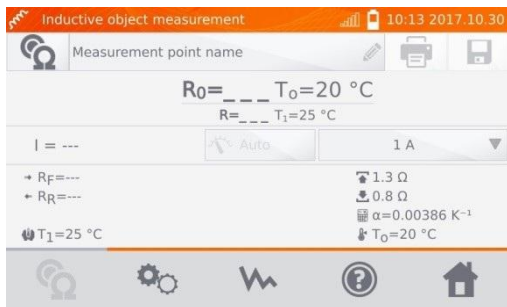 Inductive object measurement 10:13 2017.10.30
Measurement point name
R₀=_ _ _ T₀=20 °C
R=_ _ _ T₁=25 °C
I = --- Auto 1 A
RF=--- 1.3 Ω
RR=--- 0.8 Ω
α=0.00386 K⁻¹
T₁=25 °C T₀=20 °C